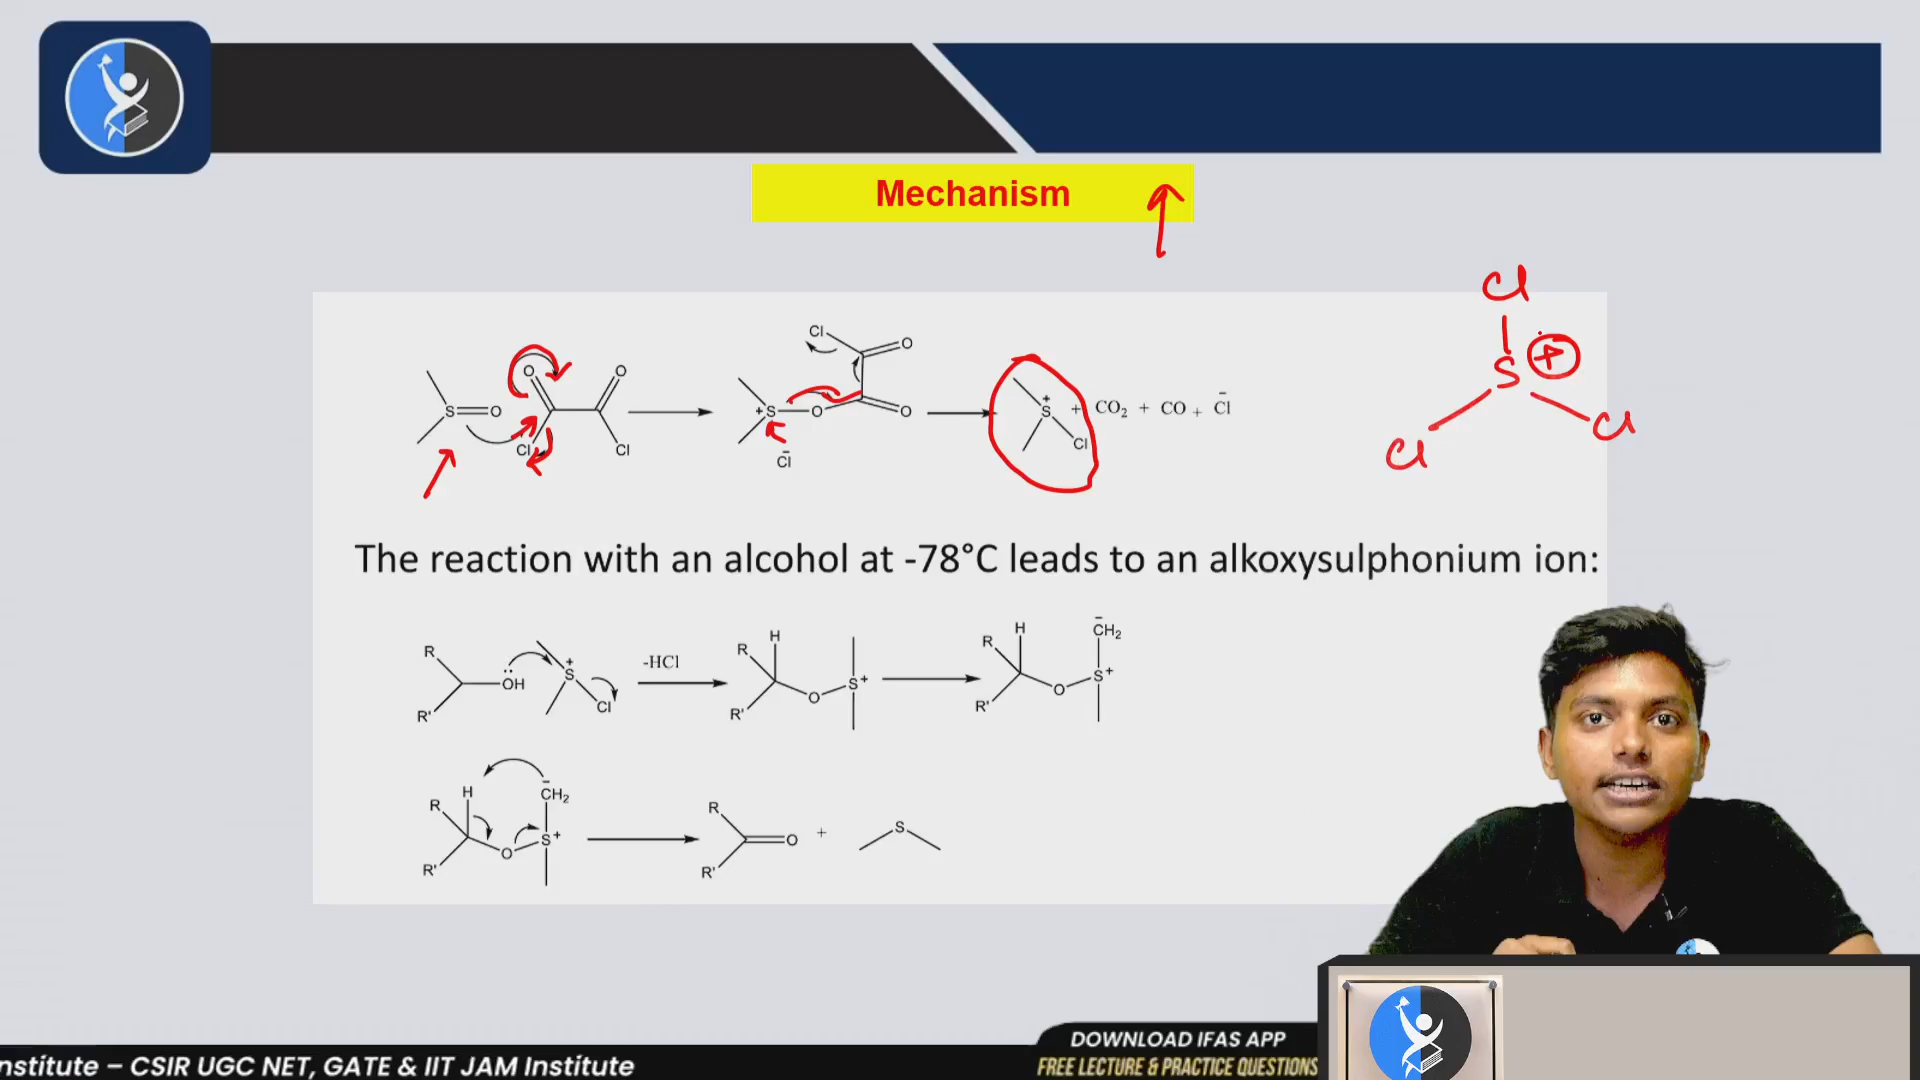 Mechanism
Cl
S
+
Cl
Cl
S
O
O
Cl
O
Cl
+
S
O
Cl
O
O
Cl̄
+
S
Cl
+ CO₂ + CO + Cl̄
The reaction with an alcohol at -78°C leads to an alkoxysulphonium ion:
R
R'
:OH
+
S
Cl
-HCl
R
H
R'
O
S+
R
H
R'
O
S+
C̄H₂
R
H
R'
O
S+
C̄H₂
R
R'
O
+
S
DOWNLOAD IFAS APP
FREE LECTURE & PRACTICE QUESTIONS
nstitute – CSIR UGC NET, GATE & IIT JAM Institute